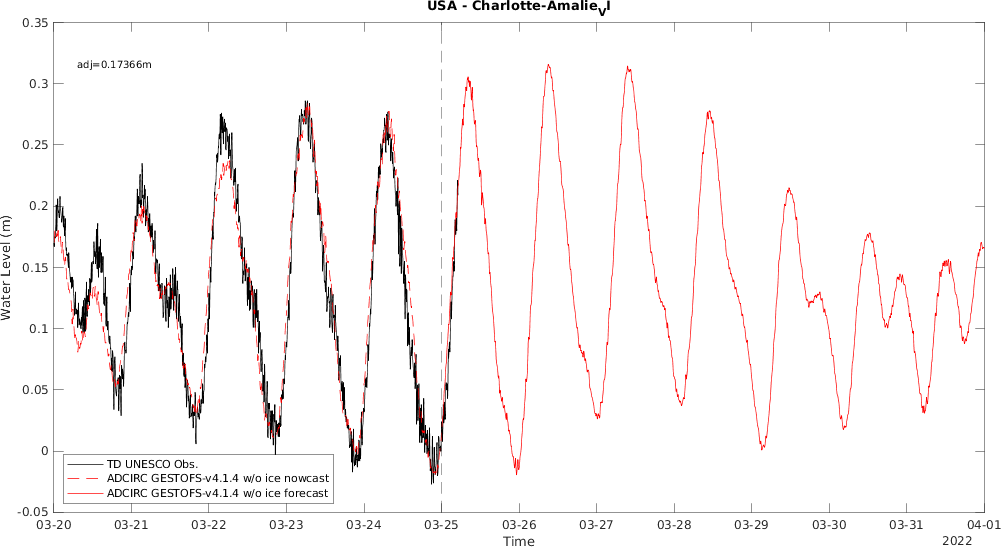 USA - Charlotte-Amalie_VI
adj=0.17366m
0.35
0.3
0.25
0.2
0.15
0.1
0.05
0
-0.05
Water Level (m)
TD UNESCO Obs.
ADCIRC GESTOFS-v4.1.4 w/o ice nowcast
ADCIRC GESTOFS-v4.1.4 w/o ice forecast
03-20 03-21 03-22 03-23 03-24 03-25 03-26 03-27 03-28 03-29 03-30 03-31 04-01
Time
2022